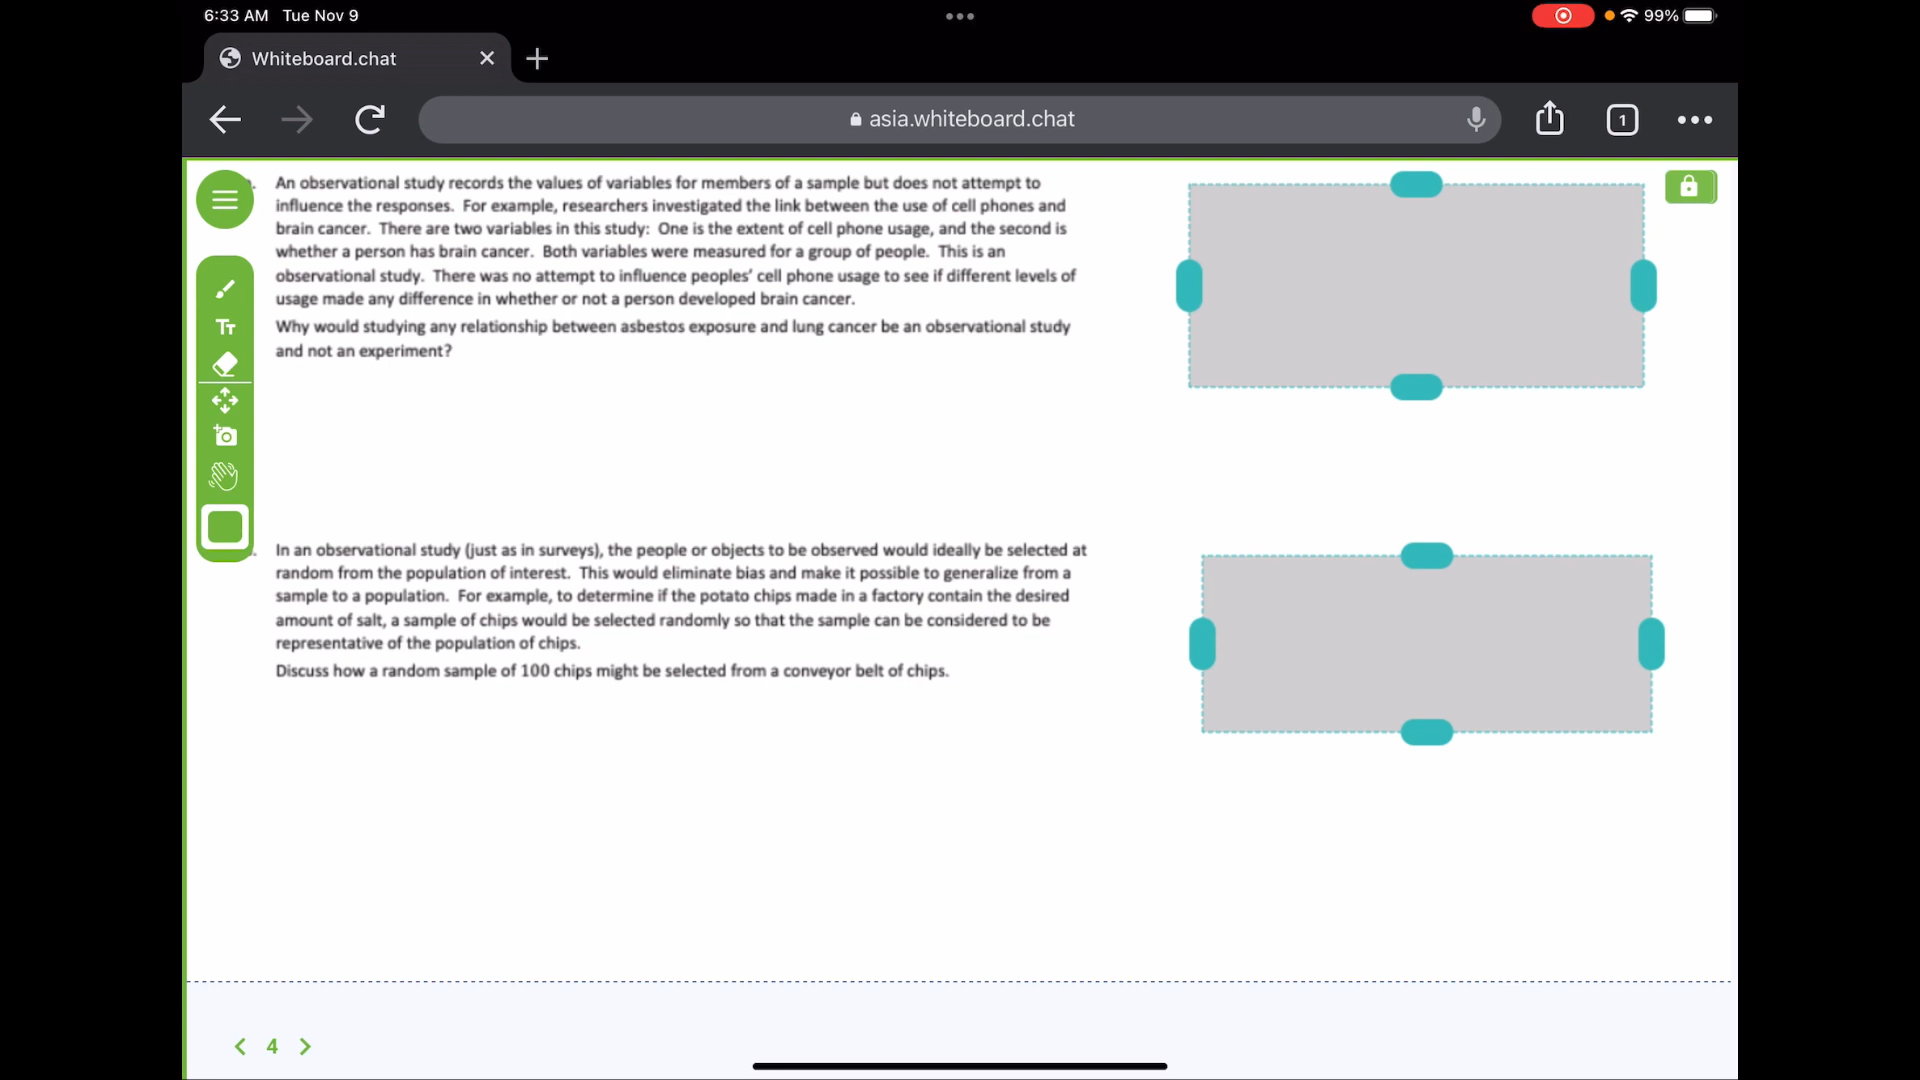 6:33 AM Tue Nov 9
99%
Whiteboard.chat
asia.whiteboard.chat
1
An observational study records the values of variables for members of a sample but does not attempt to
influence the responses. For example, researchers investigated the link between the use of cell phones and
brain cancer. There are two variables in this study: One is the extent of cell phone usage, and the second is
whether a person has brain cancer. Both variables were measured for a group of people. This is an
observational study. There was no attempt to influence peoples' cell phone usage to see if different levels of
usage made any difference in whether or not a person developed brain cancer.
Why would studying any relationship between asbestos exposure and lung cancer be an observational study
and not an experiment?
Tт
In an observational study (just as in surveys), the people or objects to be observed would ideally be selected at
random from the population of interest. This would eliminate bias and make it possible to generalize from a
sample to a population. For example, to determine if the potato chips made in a factory contain the desired
amount of salt, a sample of chips would be selected randomly so that the sample can be considered to be
representative of the population of chips.
Discuss how a random sample of 100 chips might be selected from a conveyor belt of chips.
4